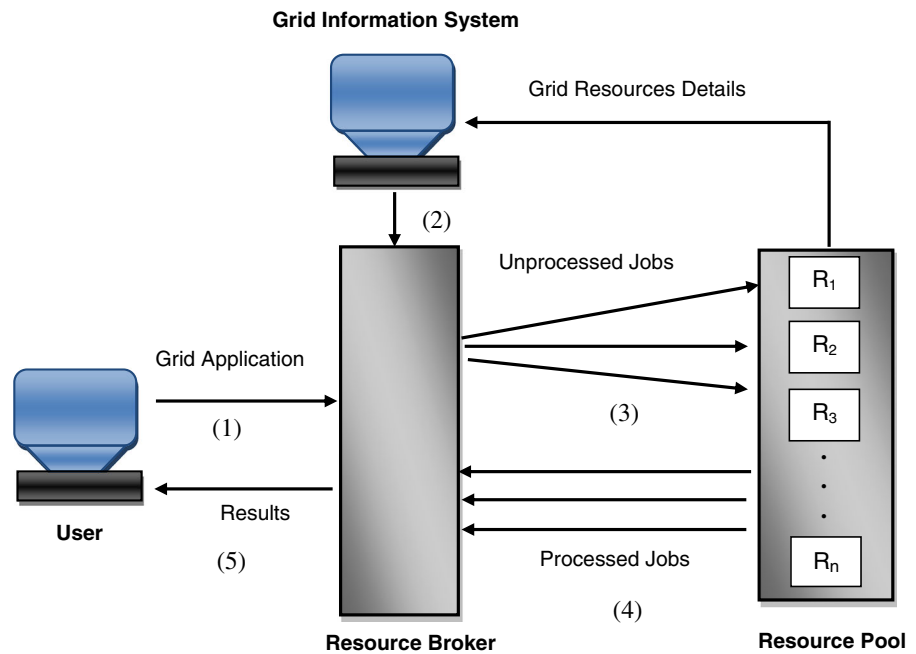 Grid Information System
Grid Resources Details
(2)
Unprocessed Jobs
R1
R2
R3
Grid Application
(1)
(3)
User
Results
(5)
Processed Jobs
(4)
.
.
.
Rn
Resource Broker
Resource Pool